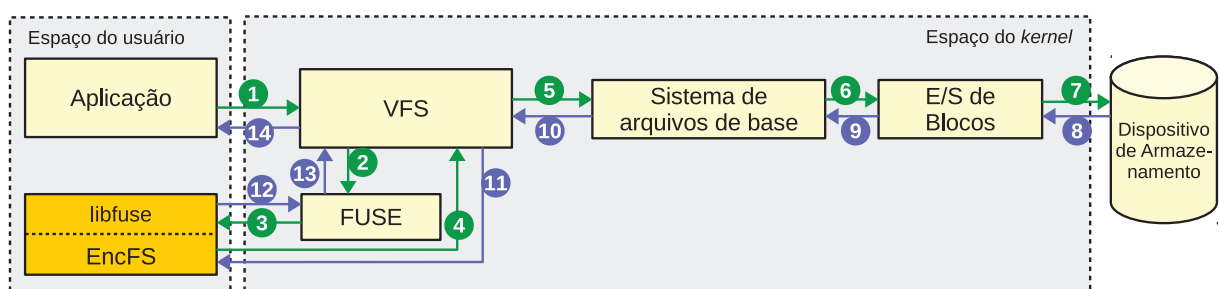 Espaço do usuário
Espaço do kernel
Aplicação
1
14
VFS
5
10
Sistema de
arquivos de base
6
9
E/S de
Blocos
7
8
Dispositivo
de Armaze-
namento
13
2
4
11
libfuse
EncFS
12
3
FUSE